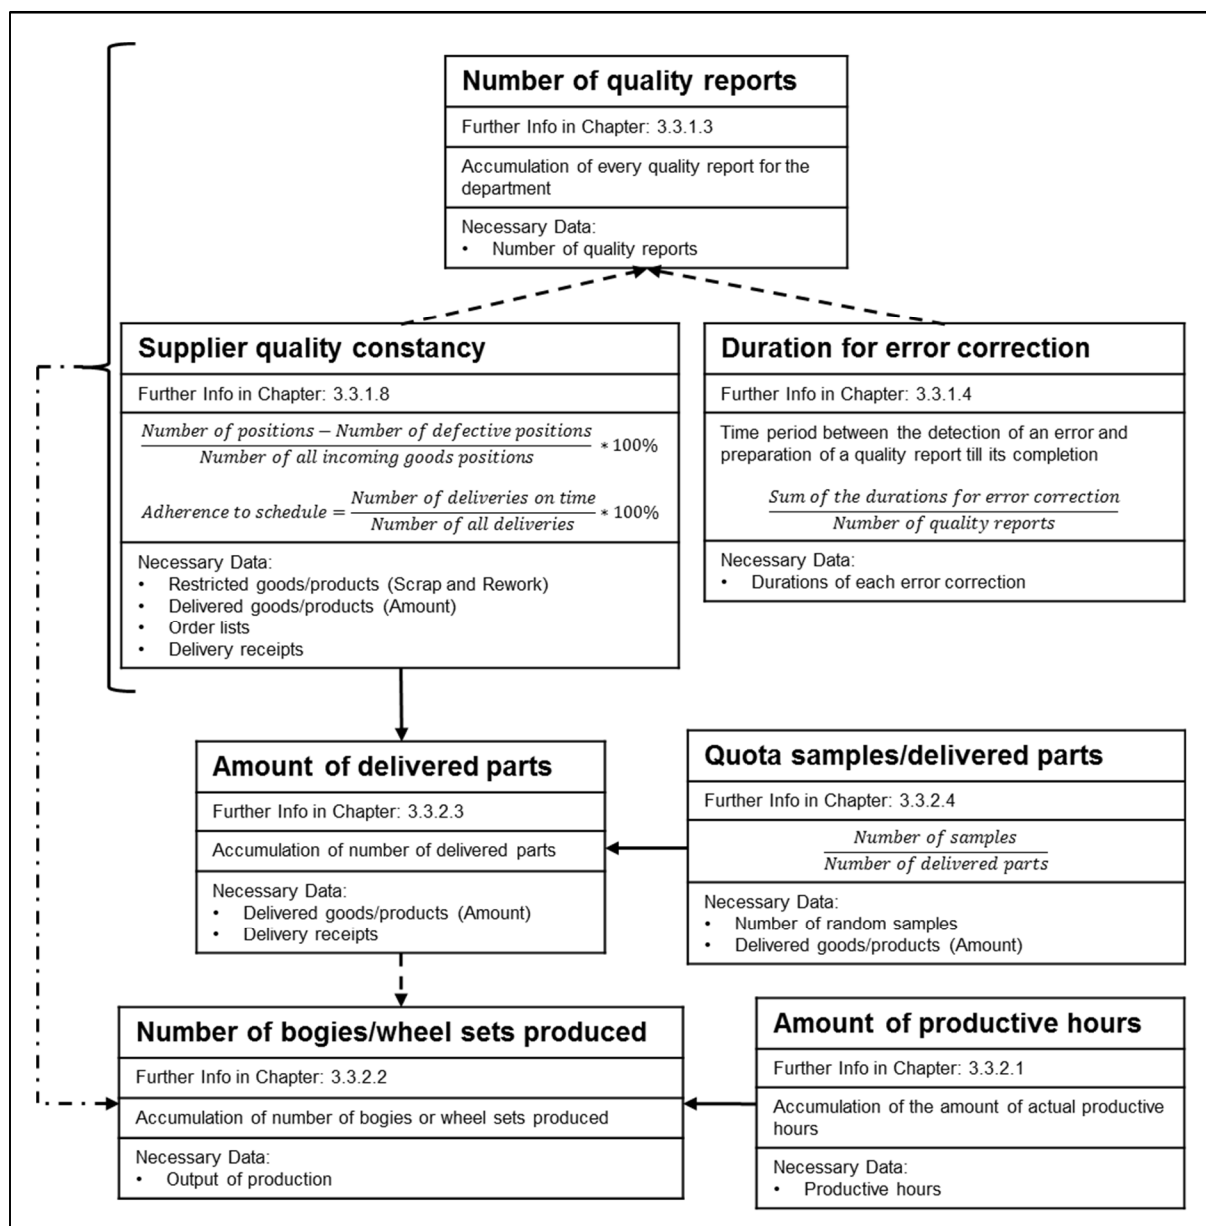 Number of quality reports
Further Info in Chapter: 3.3.1.3
Accumulation of every quality report for the
department
Necessary Data:
• Number of quality reports
Supplier quality constancy
Further Info in Chapter: 3.3.1.8
Number of positions − Number of defective positions
Number of all incoming goods positions
∗ 100%
Adherence to schedule =
Number of deliveries on time
Number of all deliveries
∗ 100%
Necessary Data:
• Restricted goods/products (Scrap and Rework)
• Delivered goods/products (Amount)
• Order lists
• Delivery receipts
Duration for error correction
Further Info in Chapter: 3.3.1.4
Time period between the detection of an error and
preparation of a quality report till its completion
Sum of the durations for error correction
Number of quality reports
Necessary Data:
• Durations of each error correction
Amount of delivered parts
Further Info in Chapter: 3.3.2.3
Accumulation of number of delivered parts
Necessary Data:
• Delivered goods/products (Amount)
• Delivery receipts
Quota samples/delivered parts
Further Info in Chapter: 3.3.2.4
Number of samples
Number of delivered parts
Necessary Data:
• Number of random samples
• Delivered goods/products (Amount)
Number of bogies/wheel sets produced
Further Info in Chapter: 3.3.2.2
Accumulation of number of bogies or wheel sets produced
Necessary Data:
• Output of production
Amount of productive hours
Further Info in Chapter: 3.3.2.1
Accumulation of the amount of actual productive
hours
Necessary Data:
• Productive hours